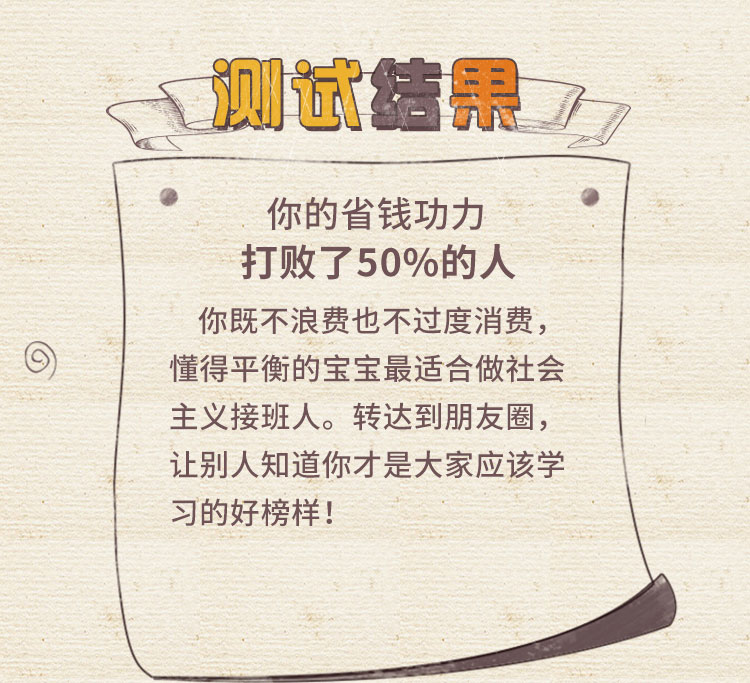 测试结果
你的省钱功力
打败了50%的人
你既不浪费也不过度消费，
懂得平衡的宝宝最适合做社会
主义接班人。转达到朋友圈，
让别人知道你才是大家应该学
习的好榜样！